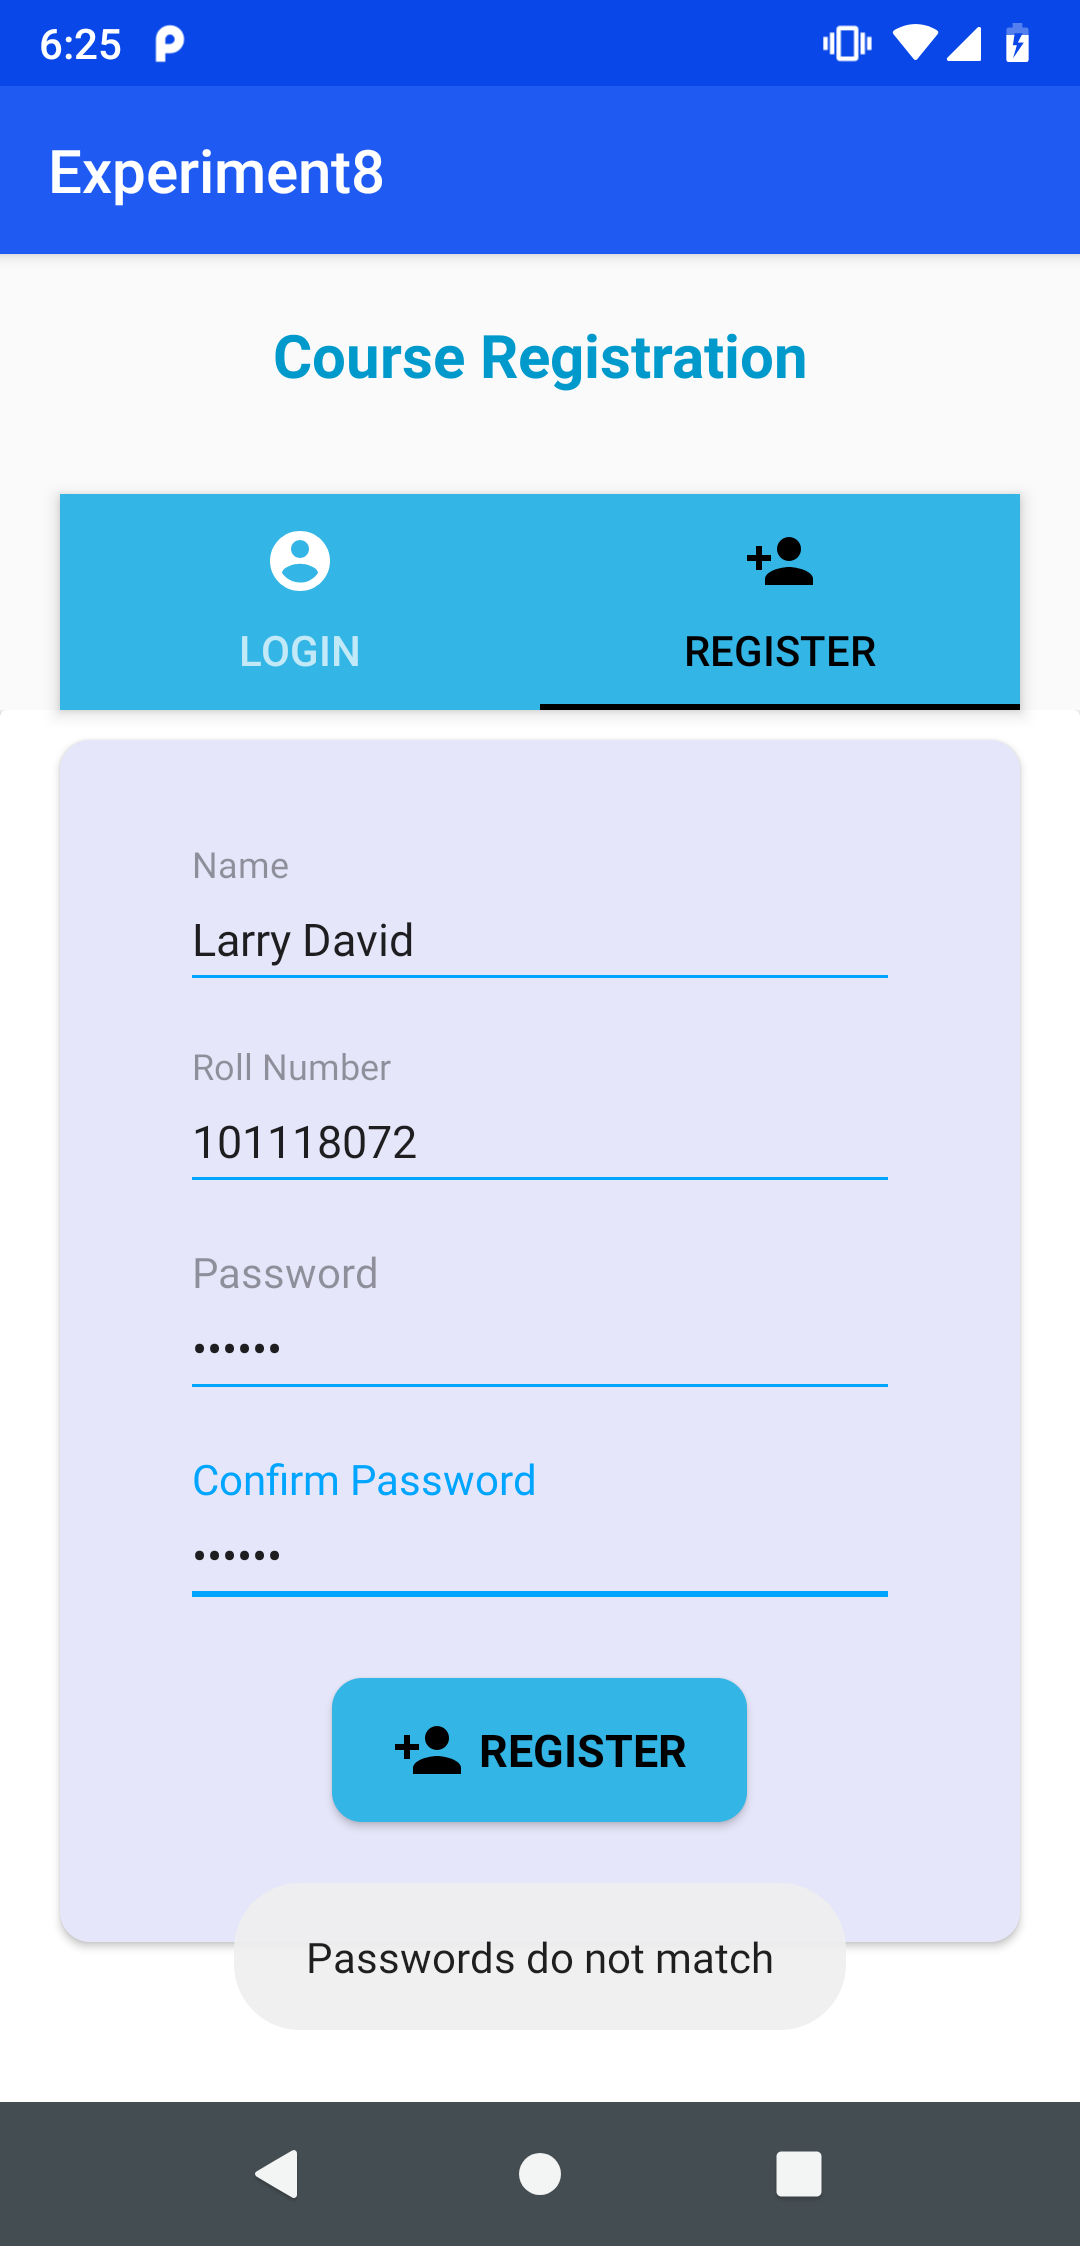 6:25
Experiment8
Course Registration
LOGIN
REGISTER
Name
Larry David
Roll Number
101118072
Password
••••••
Confirm Password
••••••
REGISTER
Passwords do not match